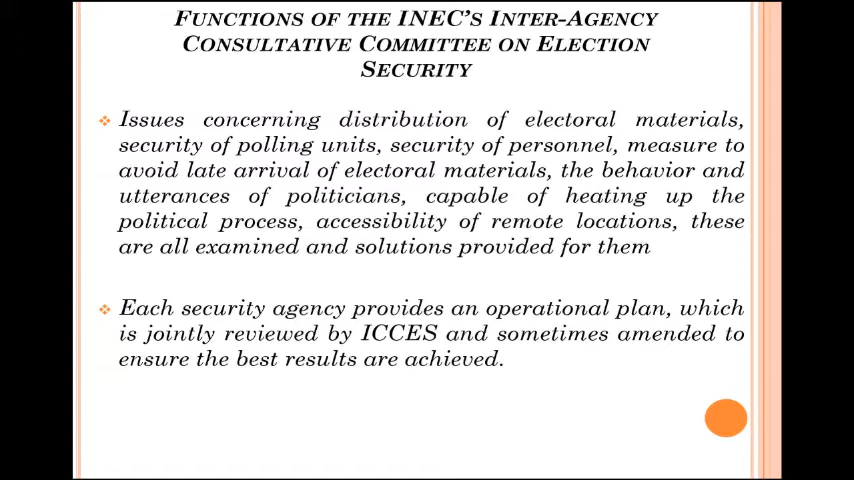 FUNCTIONS OF THE INEC'S INTER-AGENCY
CONSULTATIVE COMMITTEE ON ELECTION
SECURITY
Issues concerning distribution of electoral materials,
security of polling units, security of personnel, measure to
avoid late arrival of electoral materials, the behavior and
utterances of politicians, capable of heating up the
political process, accessibility of remote locations, these
are all examined and solutions provided for them
Each security agency provides an operational plan, which
is jointly reviewed by ICCES and sometimes amended to
ensure the best results are achieved.